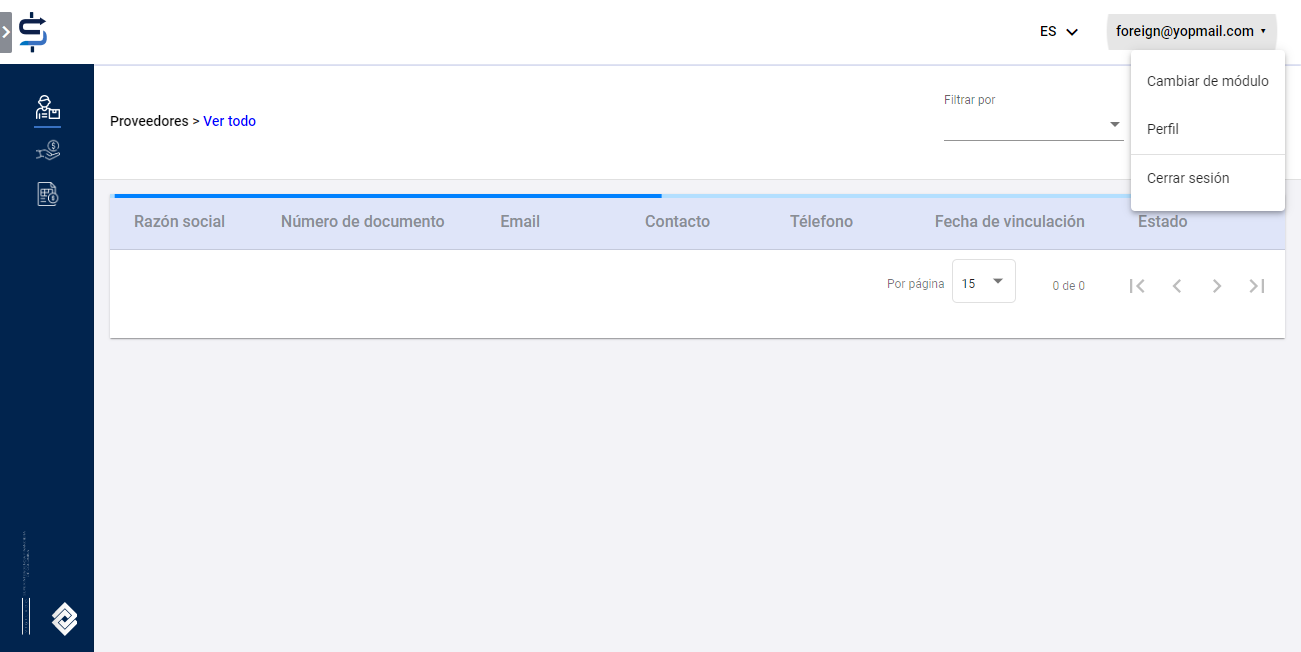 ES
foreign@yopmail.com
Cambiar de módulo
Perfil
Cerrar sesión
Proveedores > Ver todo
Filtrar por
Razón social Número de documento Email Contacto Télefono Fecha de vinculación Estado
Por página 15 0 de 0